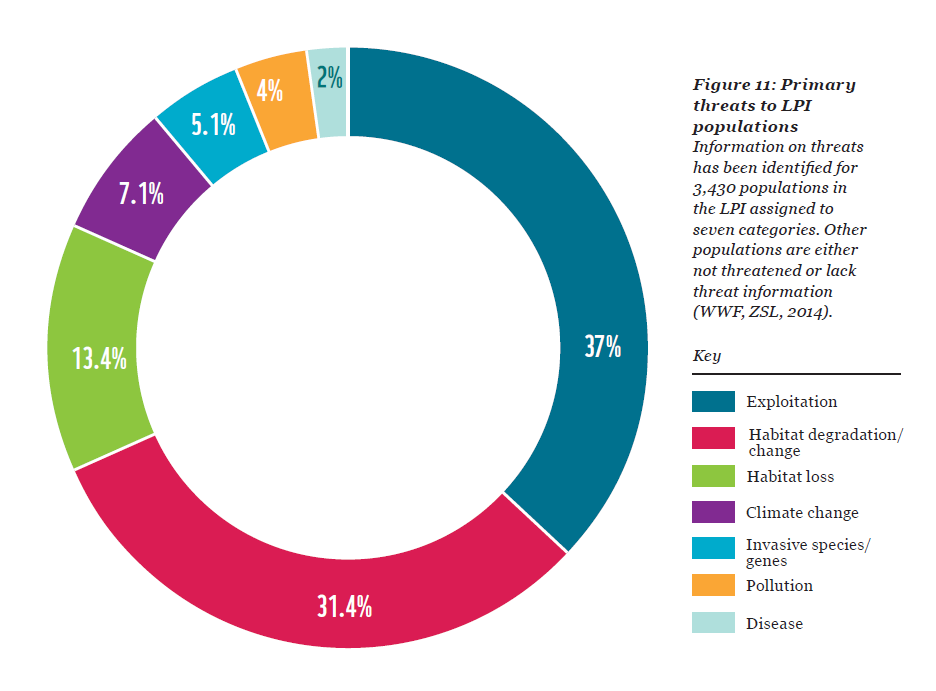 2%
4%
5.1%
7.1%
13.4%
37%
31.4%
Figure 11: Primary
threats to LPI
populations
Information on threats
has been identified for
3,430 populations in
the LPI assigned to
seven categories. Other
populations are either
not threatened or lack
threat information
(WWF, ZSL, 2014).
Key
Exploitation
Habitat degradation/
change
Habitat loss
Climate change
Invasive species/
genes
Pollution
Disease